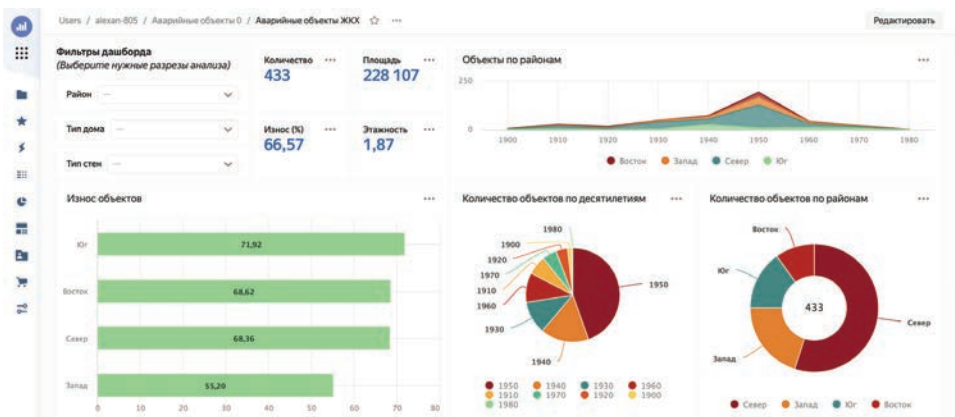 Users / alexan-805 / Аварийные объекты 0 / Аварийные объекты ЖКХ
Редактировать
Фильтры дашборда
(Выберите нужные разрезы анализа)
Район —
Тип дома —
Тип стен —
Количество
433
Площадь
228 107
Износ (%)
66,57
Этажность
1,87
Объекты по районам
250
0
1900 1910 1920 1930 1940 1950 1960 1970 1980
Восток Запад Север Юг
Износ объектов
Юг 71,92
Восток 68,62
Север 68,36
Запад 55,20
0 10 20 30 40 50 60 70 80
Количество объектов по десятилетиям
1980
1900
1920
1970
1910
1960
1930
1940
1950
1950 1940 1930 1960
1910 1970 1920 1900
1980
Количество объектов по районам
Восток
Юг
433
Север
Запад
Север Запад Юг Восток